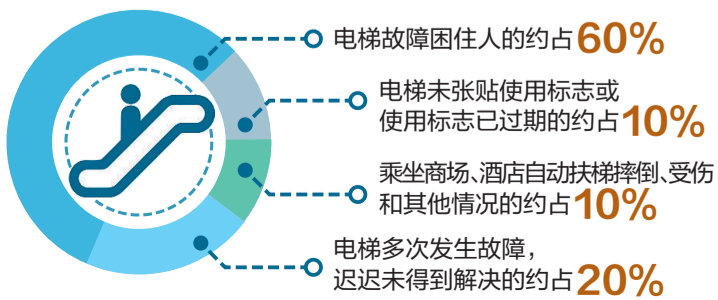 电梯故障困住人的约占60%
电梯未张贴使用标志或
使用标志已过期的约占10%
乘坐商场、酒店自动扶梯摔倒、受伤
和其他情况的约占10%
电梯多次发生故障，
迟迟未得到解决的约占20%